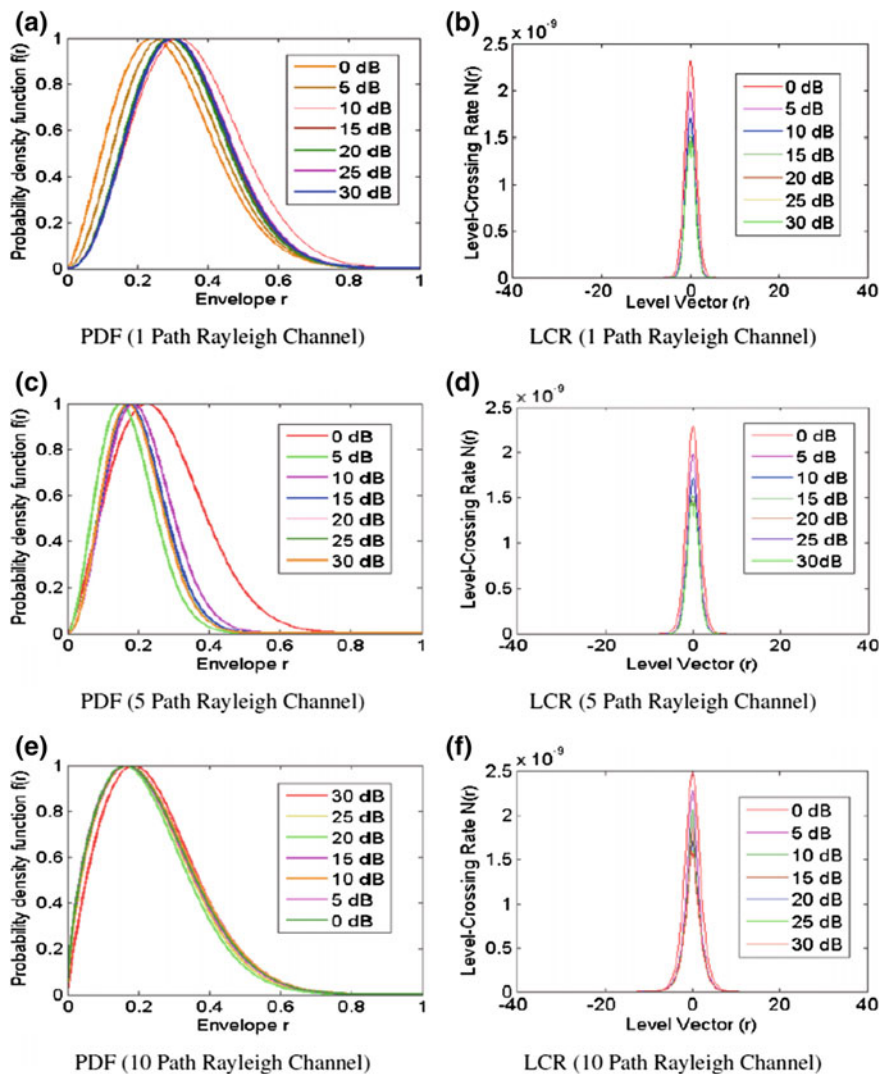 (a)
Probability density function f(r)
1
0.8
0.6
0.4
0.2
0
0 dB
5 dB
10 dB
15 dB
20 dB
25 dB
30 dB
0.2
0.4
0.6
0.8
1
Envelope r
PDF (1 Path Rayleigh Channel)
(b)
× 10⁻⁹
Level-Crossing Rate N(r)
2.5
2
1.5
1
0.5
0
0 dB
5 dB
10 dB
15 dB
20 dB
25 dB
30 dB
-40
-20
0
20
40
Level Vector (r)
LCR (1 Path Rayleigh Channel)
(c)
Probability density function f(r)
1
0.8
0.6
0.4
0.2
0
0 dB
5 dB
10 dB
15 dB
20 dB
25 dB
30 dB
0
0.2
0.4
0.6
0.8
1
Envelope r
PDF (5 Path Rayleigh Channel)
(d)
× 10⁻⁹
Level-Crossing Rate N(r)
2.5
2
1.5
1
0.5
0
0 dB
5 dB
10 dB
15 dB
20 dB
25 dB
30dB
-40
-20
0
20
40
Level Vector (r)
LCR (5 Path Rayleigh Channel)
(e)
Probability density function f(r)
1
0.8
0.6
0.4
0.2
0
30 dB
25 dB
20 dB
15 dB
10 dB
5 dB
0 dB
0
0.2
0.4
0.6
0.8
1
Envelope r
PDF (10 Path Rayleigh Channel)
(f)
× 10⁻⁹
Level-Crossing Rate N(r)
2.5
2
1.5
1
0.5
0
0 dB
5 dB
10 dB
15 dB
20 dB
25 dB
30 dB
-40
-20
0
20
40
Level Vector (r)
LCR (10 Path Rayleigh Channel)